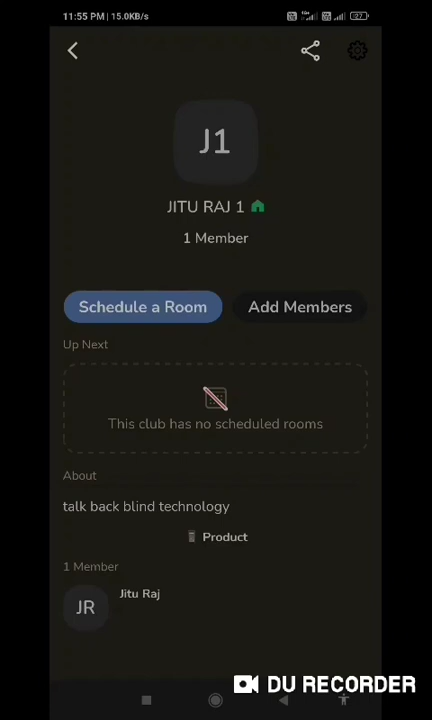 11:55 PM | 15.0KB/s
J1
JITU RAJ 1
1 Member
Schedule a Room
Add Members
Up Next
This club has no scheduled rooms
About
talk back blind technology
Product
1 Member
JR
Jitu Raj
DU RECORDER